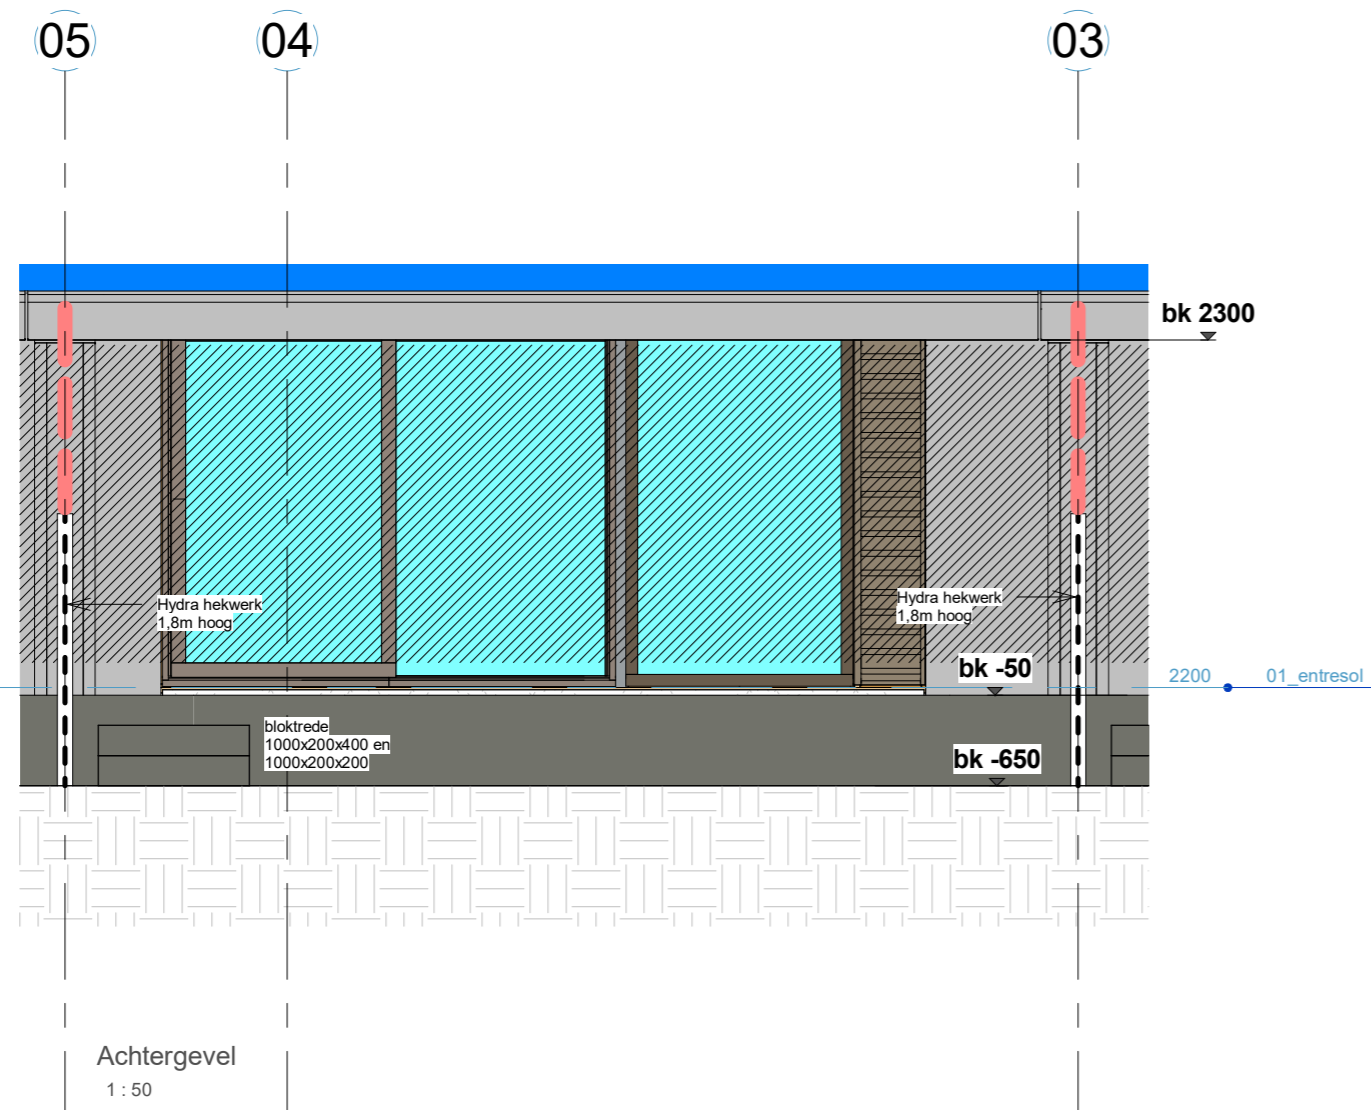 05
04
03
bk 2300
Hydra hekwerk
1,8m hoog
Hydra hekwerk
1,8m hoog
bk -50
2200
01_entresol
bloktrede
1000x200x400 en
1000x200x200
bk -650
Achtergevel
1 : 50